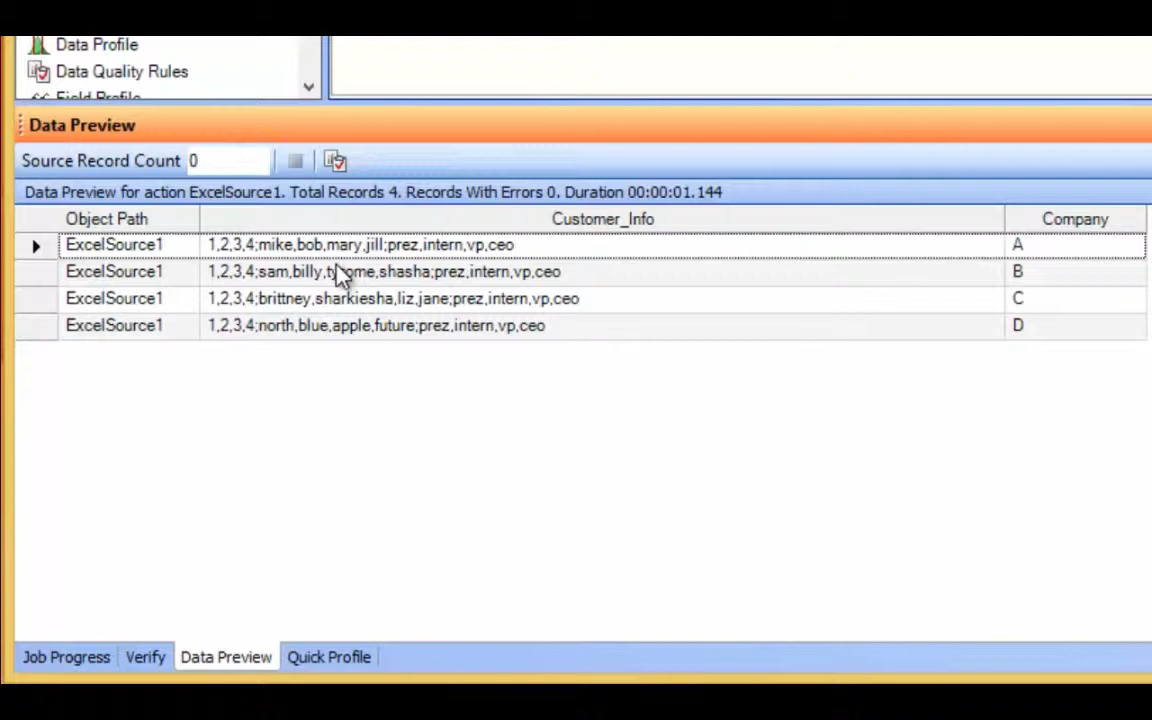 Data Profile
Data Quality Rules
Field Profile
Data Preview
Source Record Count 0
Data Preview for action ExcelSource1. Total Records 4. Records With Errors 0. Duration 00:00:01.144
Object Path Customer_Info Company
ExcelSource1 1,2,3,4;mike,bob,mary,jill;prez,intern,vp,ceo A
ExcelSource1 1,2,3,4;sam,billy,tyrome,shasha;prez,intern,vp,ceo B
ExcelSource1 1,2,3,4;brittney,sharkiesha,liz,jane;prez,intern,vp,ceo C
ExcelSource1 1,2,3,4;north,blue,apple,future;prez,intern,vp,ceo D
Job Progress Verify Data Preview Quick Profile